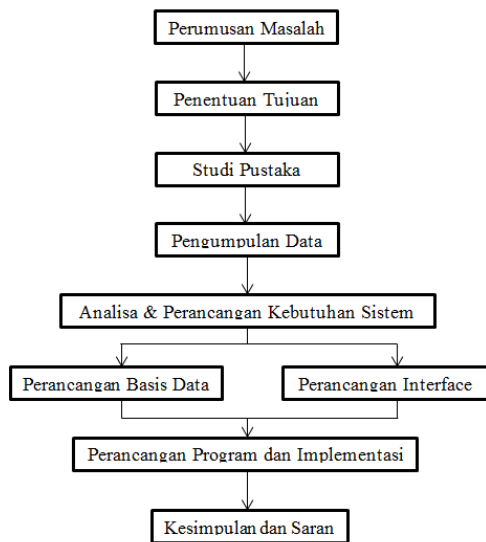 Perumusan Masalah
Penentuan Tujuan
Studi Pustaka
Pengumpulan Data
Analisa & Perancangan Kebutuhan Sistem
Perancangan Basis Data
Perancangan Interface
Perancangan Program dan Implementasi
Kesimpulan dan Saran